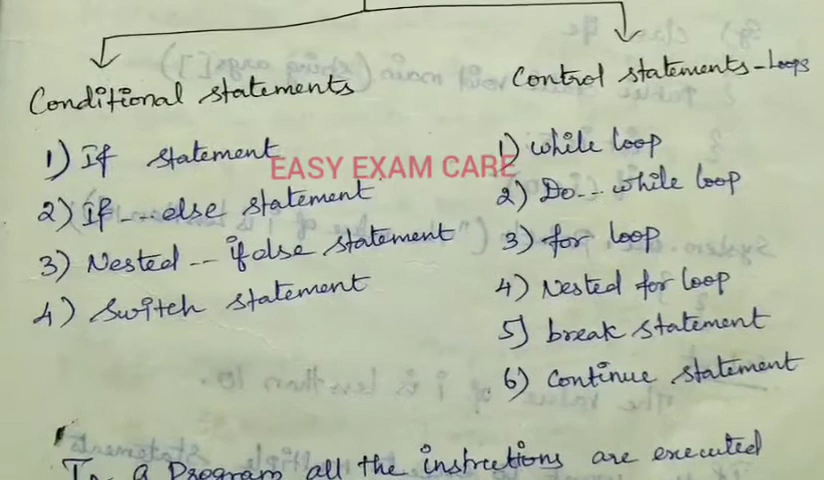 Conditional statements
1) If statement
2) If -- else statement
3) Nested -- ifelse statement
4) Switch statement
Control statements - Loops
1) while loop
2) Do -- while loop
3) for loop
4) Nested for loop
5) break statement
6) Continue statement
EASY EXAM CARE
In a Program all the instructions are executed